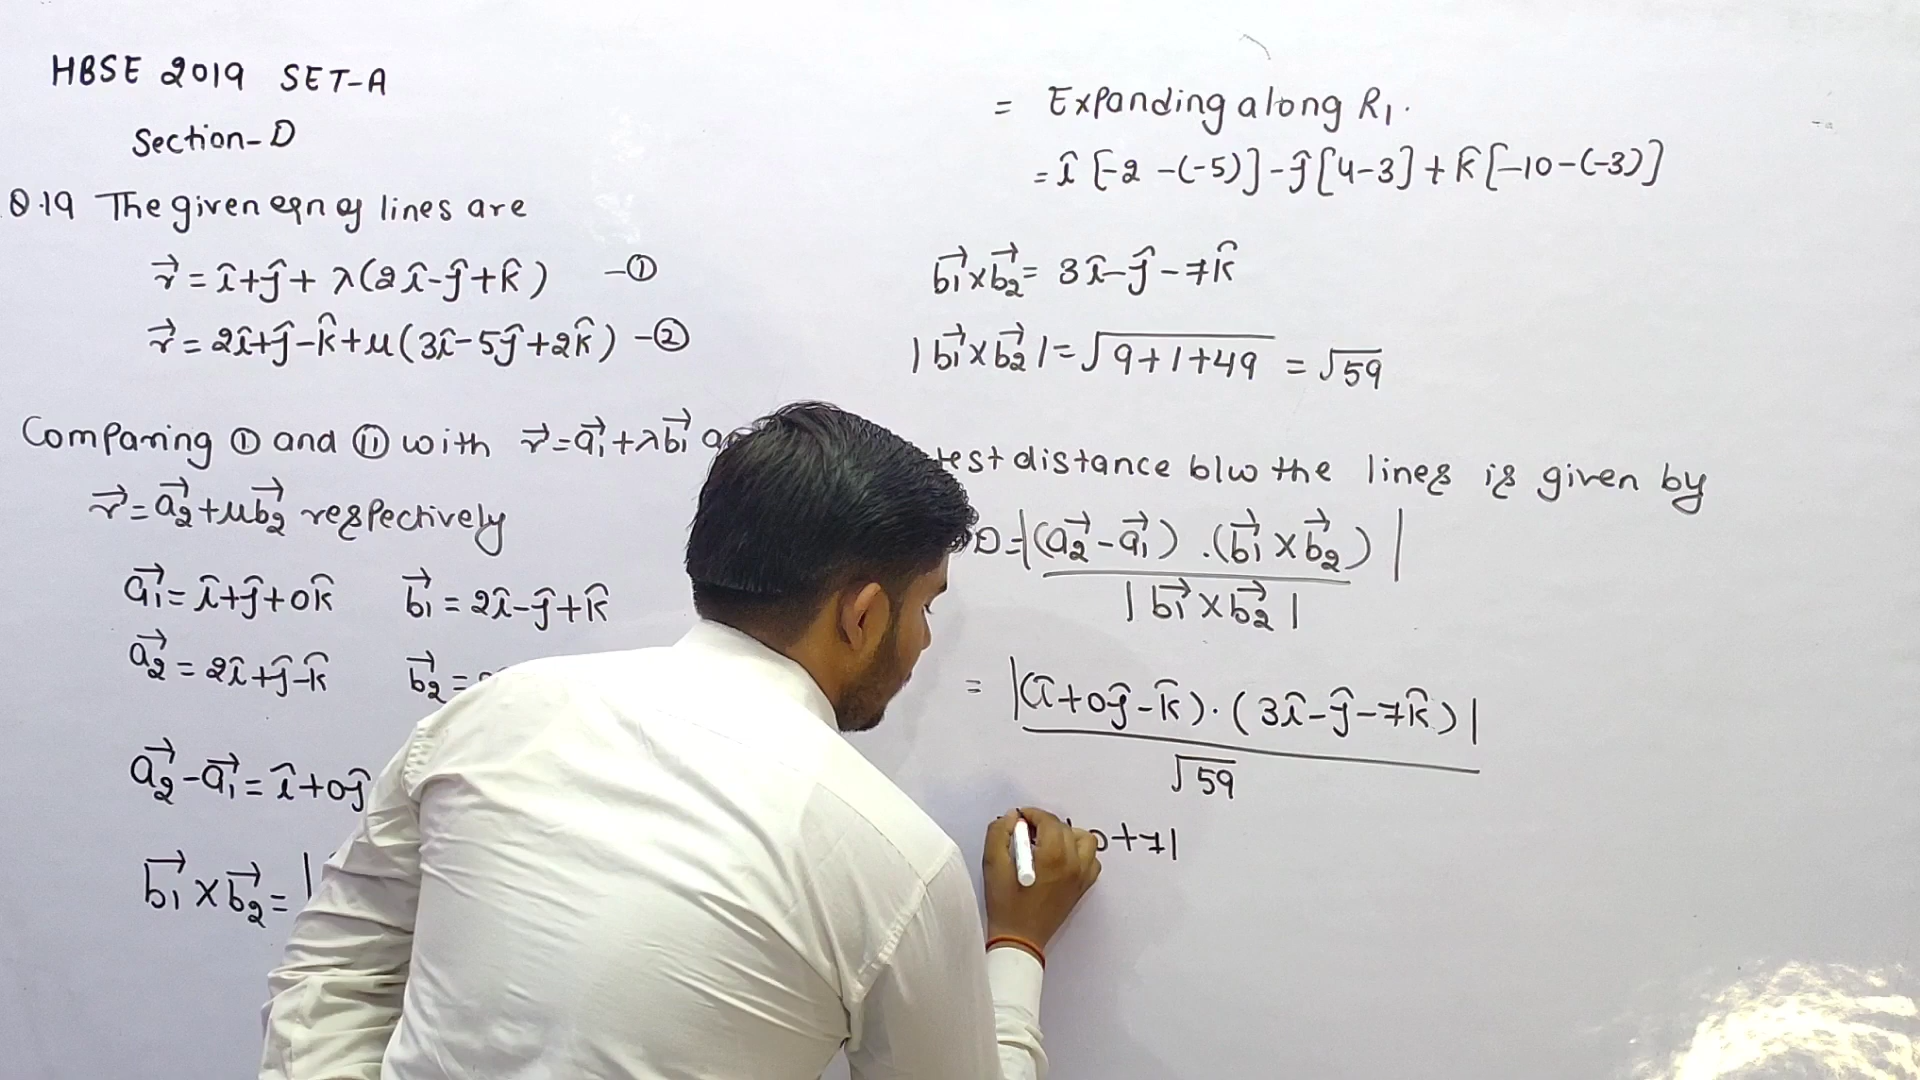 HBSE 2019 SET-A
Section-D
Q.19 The given eqn of lines are
r⃗ = î+ĵ+ λ(2î-ĵ+k̂) -①
r⃗ = 2î+ĵ-k̂+μ(3î-5ĵ+2k̂) -②
Comparing ① and ⑪ with r⃗=a⃗₁+λb⃗₁
r⃗=a⃗₂+μb⃗₂ respectively
a⃗₁=î+ĵ+0k̂ b⃗₁=2î-ĵ+k̂
a⃗₂=2î+ĵ-k̂ b⃗₂=
a⃗₂-a⃗₁=î+0ĵ
b⃗₁×b⃗₂=|
= Expanding along R₁.
=î[-2-(-5)]-ĵ[4-3]+k̂[-10-(-3)]
b⃗₁×b⃗₂= 3î-ĵ-7k̂
|b⃗₁×b⃗₂|=√9+1+49 = √59
distance b/w the lines is given by
D=|(a⃗₂-a⃗₁).(b⃗₁×b⃗₂)|
|b⃗₁×b⃗₂|
= |(î+0ĵ-k̂).(3î-ĵ-7k̂)|
√59
+7|